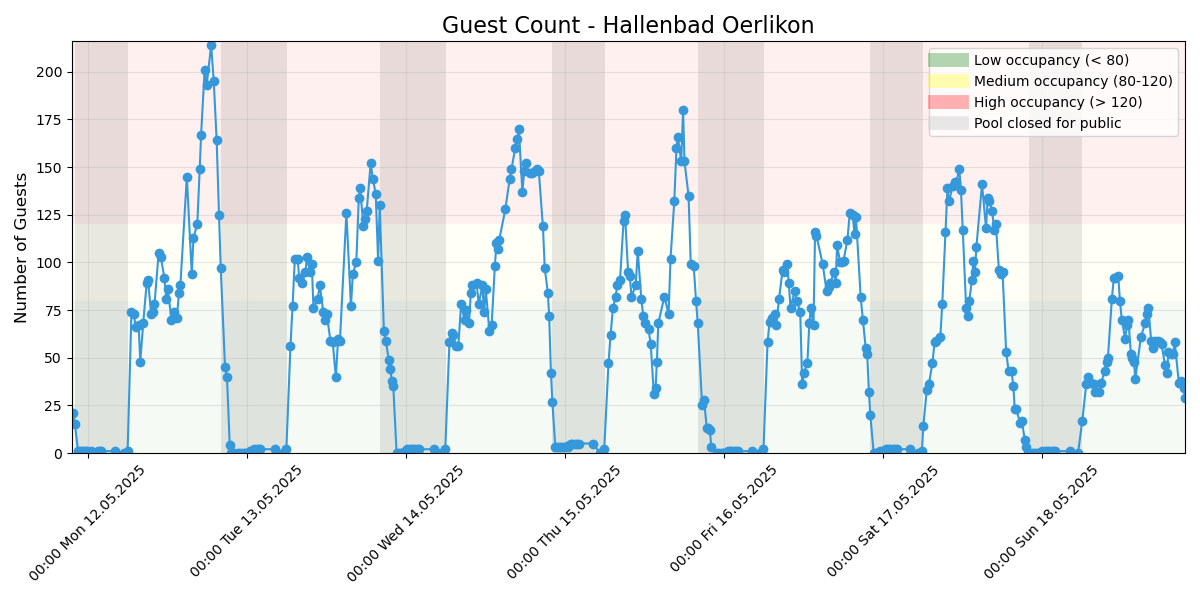 Guest Count - Hallenbad Oerlikon
Low occupancy (< 80)
Medium occupancy (80-120)
High occupancy (> 120)
Pool closed for public
Number of Guests
200
175
150
125
100
75
50
25
0
00:00 Mon 12.05.2025
00:00 Tue 13.05.2025
00:00 Wed 14.05.2025
00:00 Thu 15.05.2025
00:00 Fri 16.05.2025
00:00 Sat 17.05.2025
00:00 Sun 18.05.2025